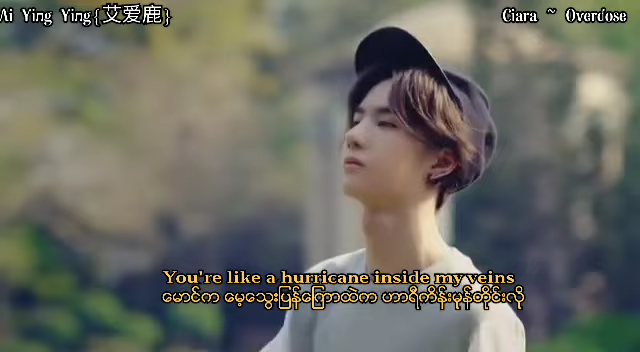 Ai Ying Ying{艾爱鹿}
Ciara ~ Overdose
You're like a hurricane inside my veins
မောင်က မေ့သွေးပြန်ကြောထဲက ဟာရီကိန်းမုန်တိုင်းလို